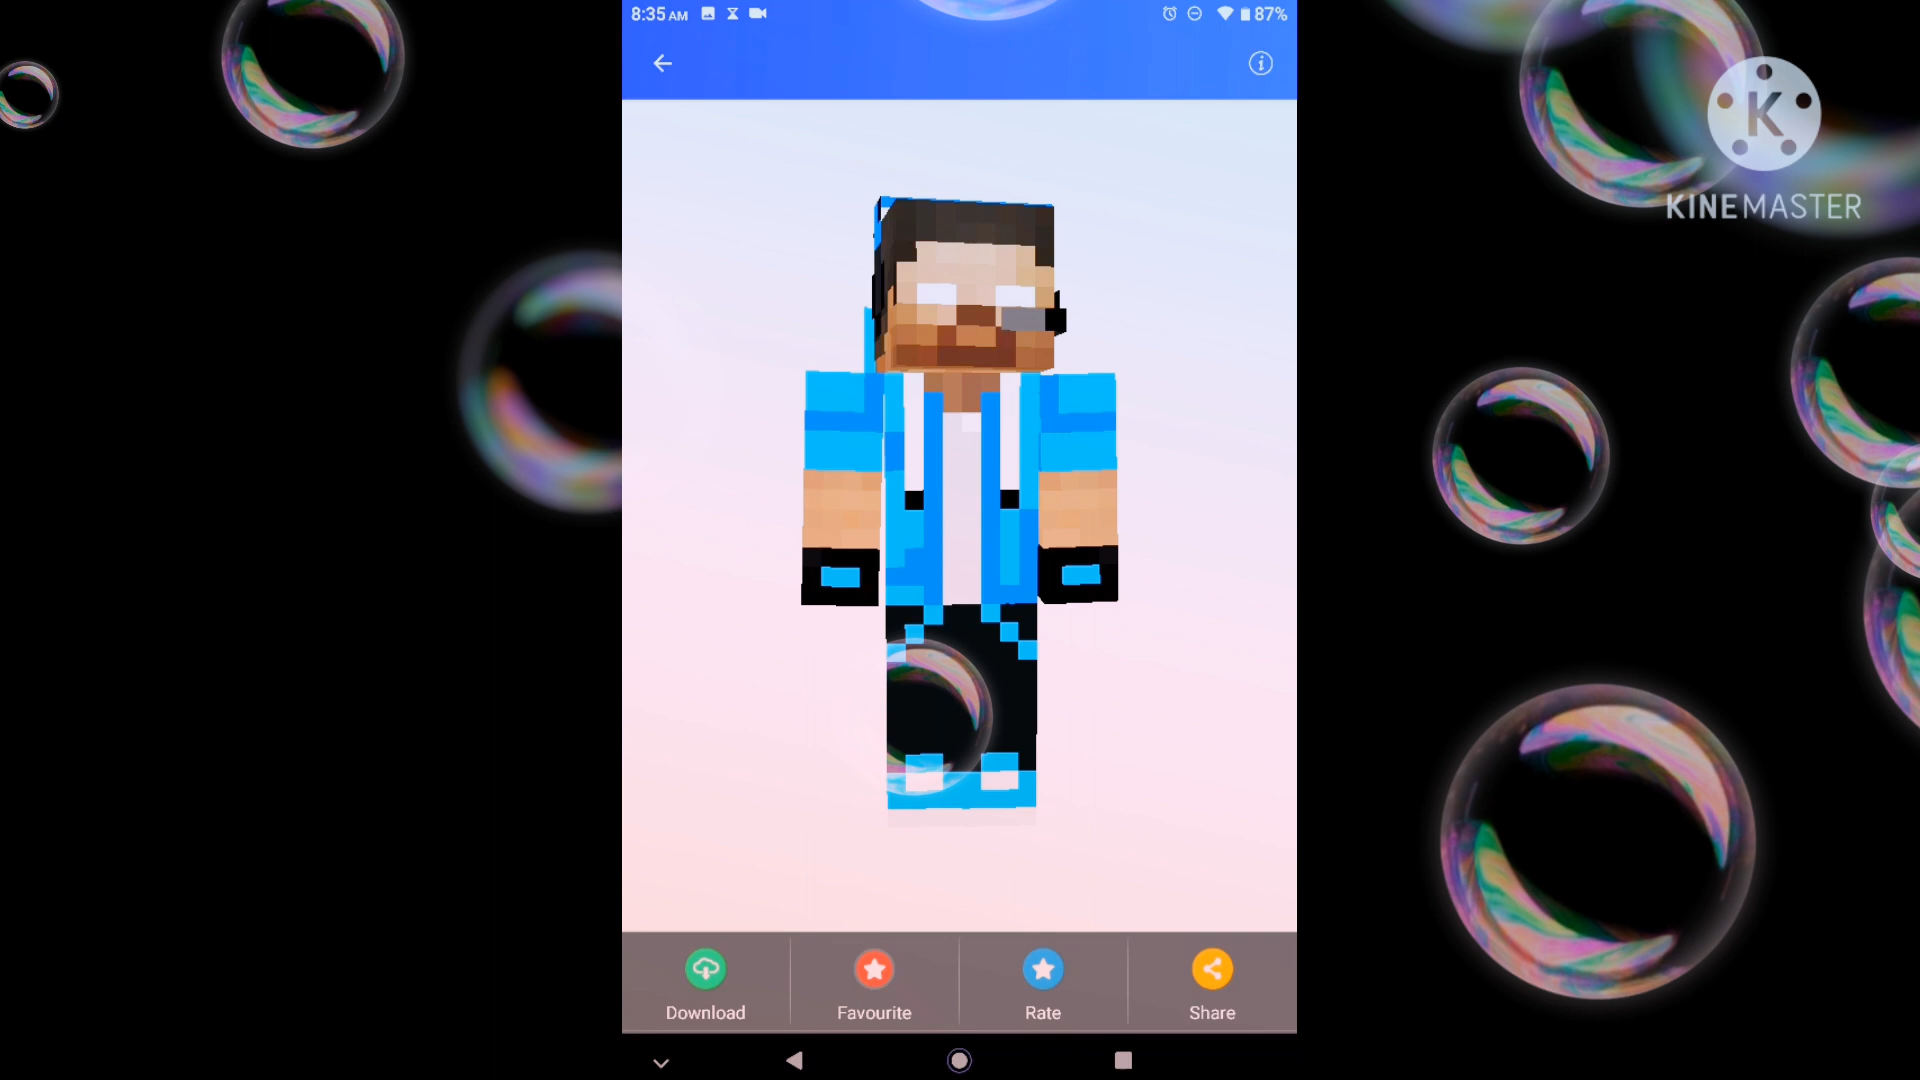 8:35 AM
87%
K
KINEMASTER
Download
Favourite
Rate
Share